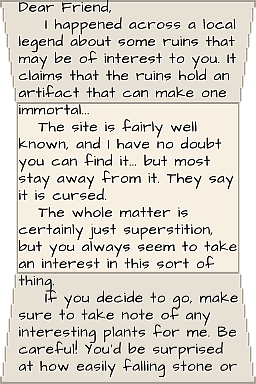 Dear Friend,
I happened across a local
legend about some ruins that
may be of interest to you. It
claims that the ruins hold an
artifact that can make one
immortal...
The site is fairly well
known, and I have no doubt
you can find it... but most
stay away from it. They say
it is cursed.
The whole matter is
certainly just superstition,
but you always seem to take
an interest in this sort of
thing.
If you decide to go, make
sure to take note of any
interesting plants for me. Be
careful! You'd be surprised
at how easily falling stone or